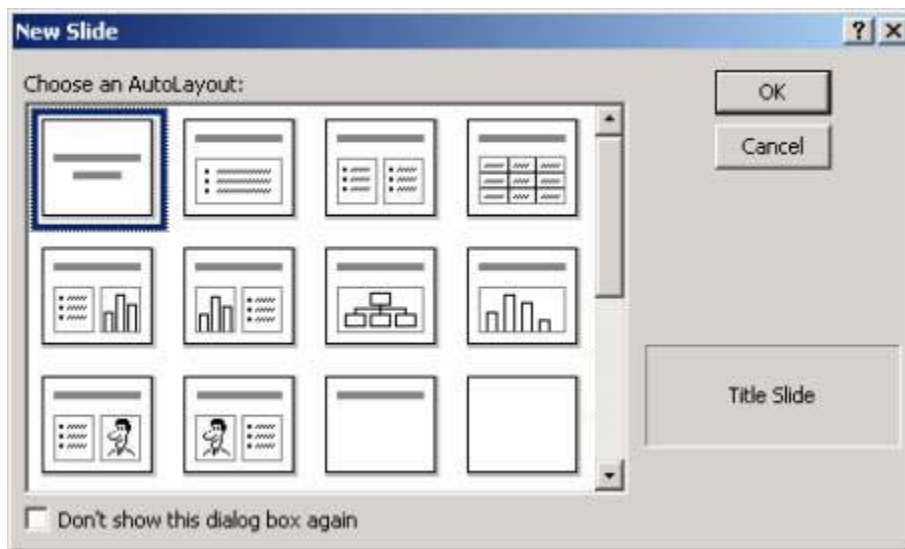 New Slide
Choose an AutoLayout:
OK
Cancel
Title Slide
Don't show this dialog box again